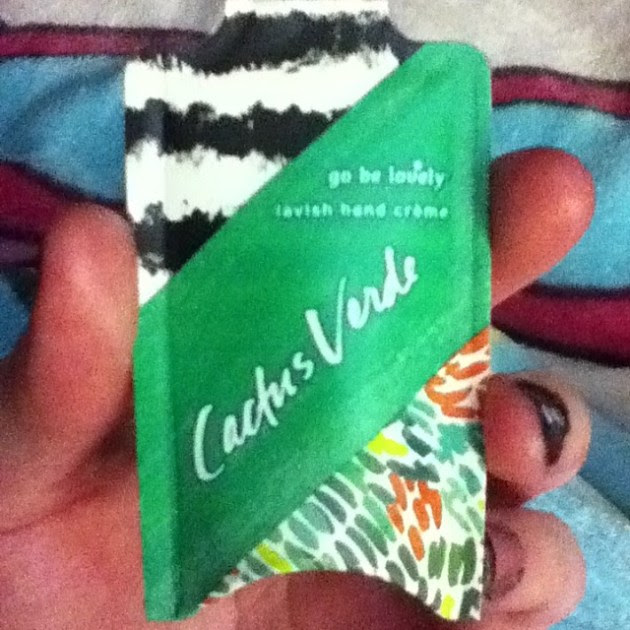 go be lovely
lavish hand crème
Cactus Verde